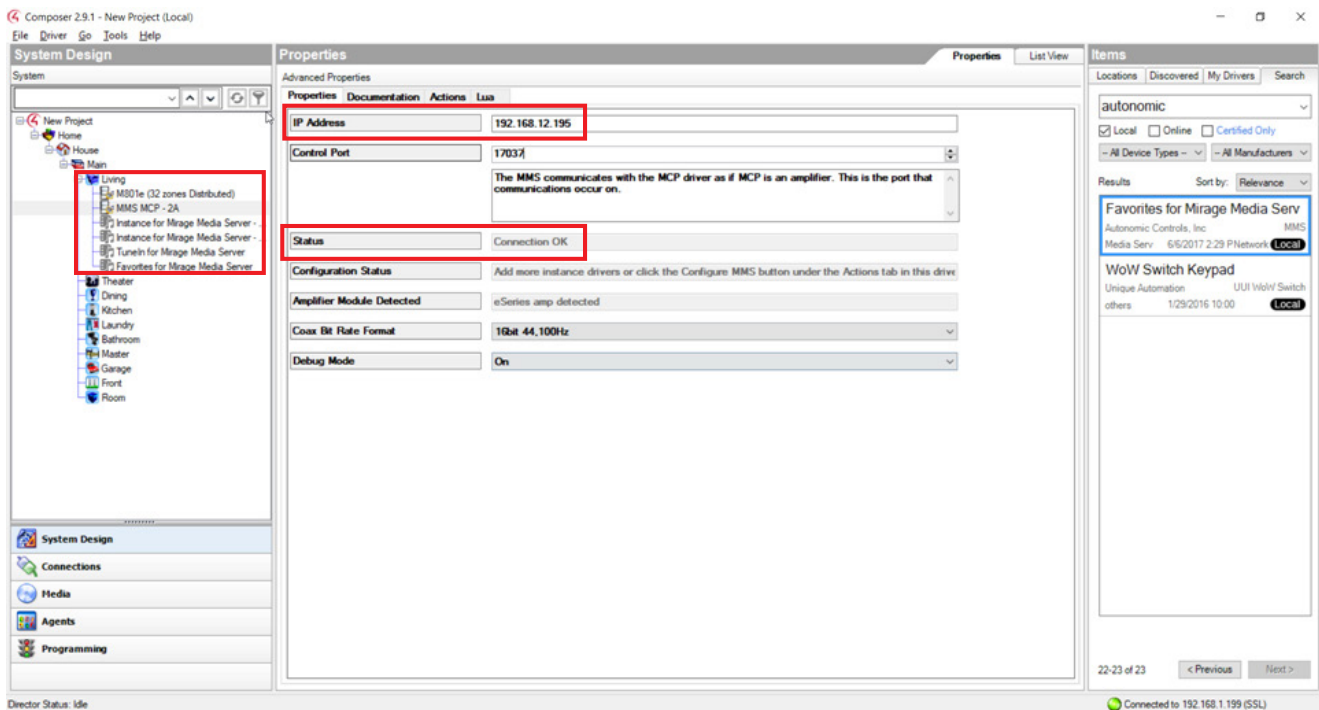 Composer 2.9.1 - New Project (Local)
File Driver Go Tools Help
System Design
System
New Project
Home
House
Main
Living
M801e (32 zones Distributed)
MMS MCP - 2A
Instance for Mirage Media Server - ..
Instance for Mirage Media Server - ..
TuneIn for Mirage Media Server
Favorites for Mirage Media Server
Theater
Dining
Kitchen
Laundry
Bathroom
Master
Garage
Front
Room
System Design
Connections
Media
Agents
Programming
Properties
Properties List View
Advanced Properties
Properties Documentation Actions Lua
IP Address 192.168.12.195
Control Port 17037
The MMS communicates with the MCP driver as if MCP is an amplifier. This is the port that
communications occur on.
Status Connection OK
Configuration Status Add more instance drivers or click the Configure MMS button under the Actions tab in this drive
Amplifier Module Detected eSeries amp detected
Coax Bit Rate Format 16bit 44,100Hz
Debug Mode On
Items
Locations Discovered My Drivers Search
autonomic
Local Online Certified Only
-- All Device Types -- -- All Manufacturers
Results Sort by: Relevance
Favorites for Mirage Media Serv
Autonomic Controls, Inc MMS
Media Serv 6/6/2017 2:29 PNetwork Local
WoW Switch Keypad
Unique Automation UUI WoW Switch
others 1/29/2016 10:00 Local
22-23 of 23 < Previous Next >
Director Status: Idle Connected to 192.168.1.199 (SSL)